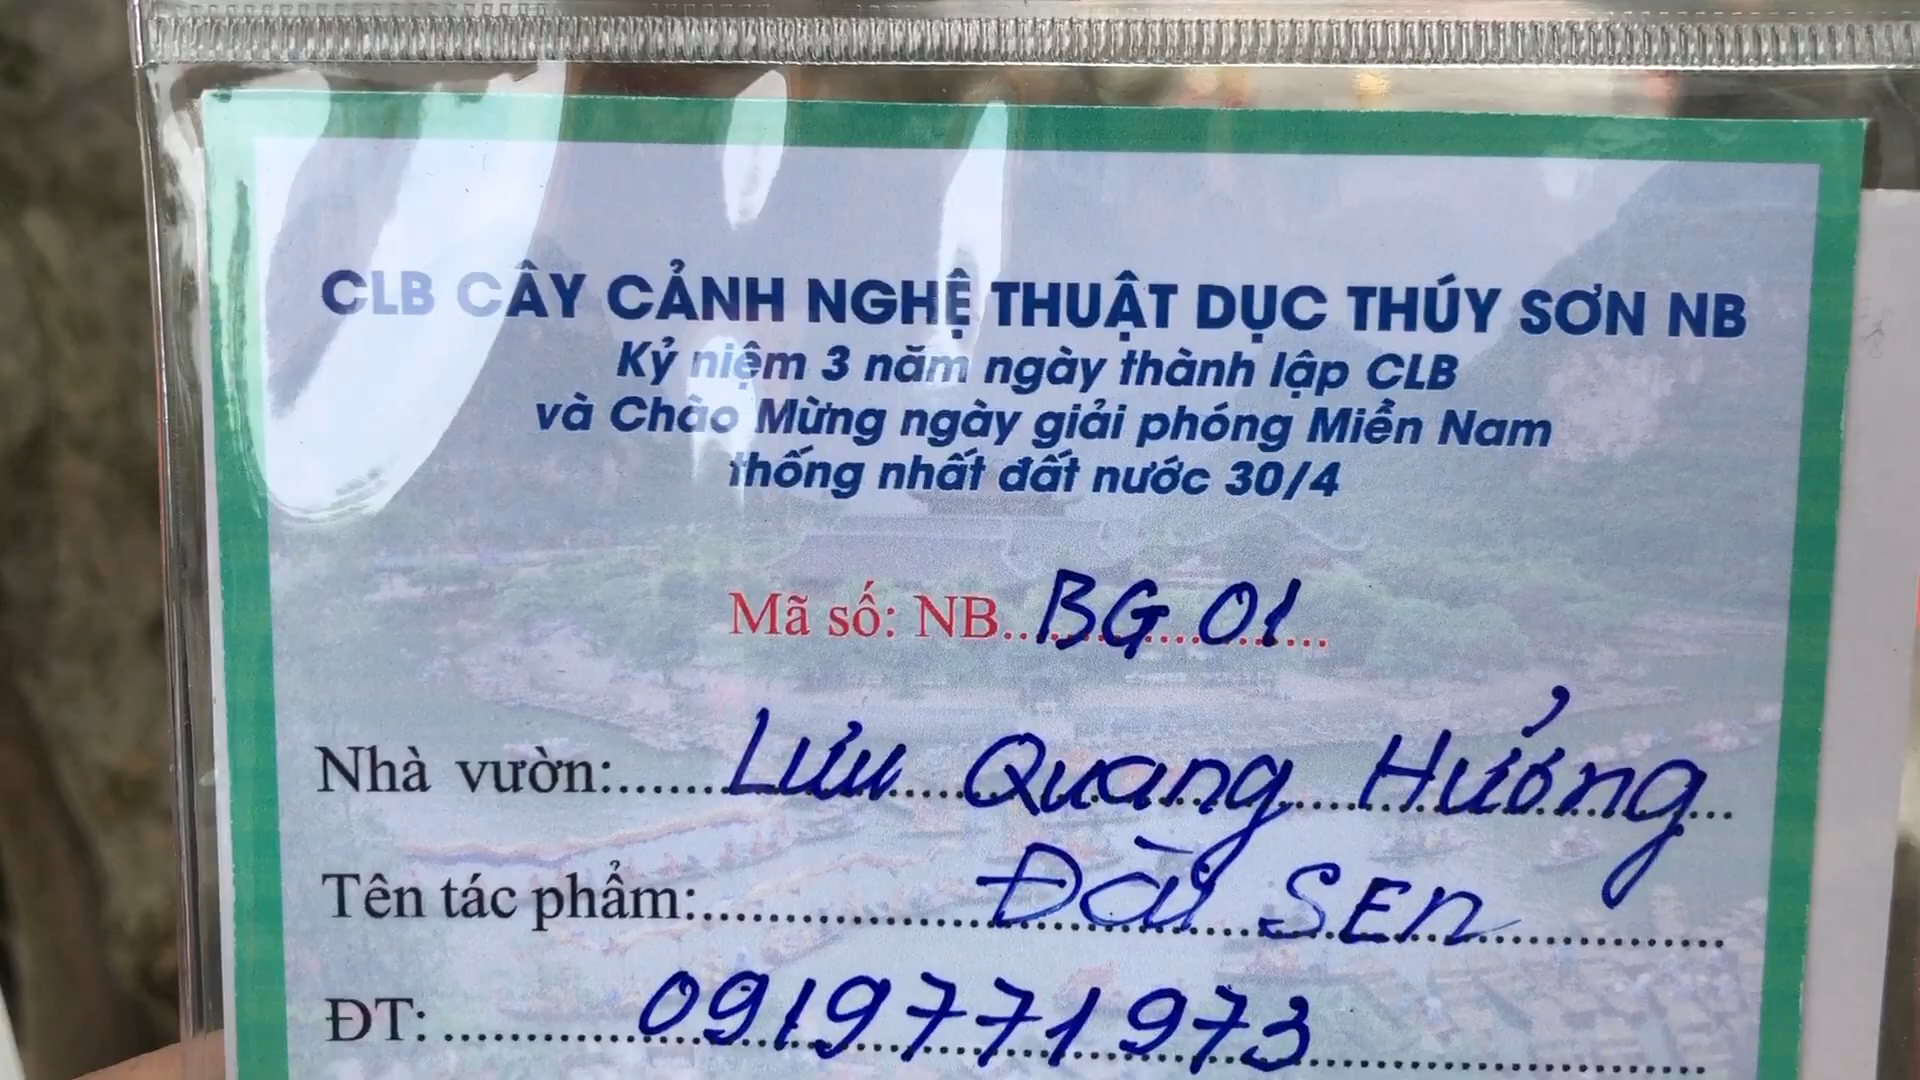 CLB CÂY CẢNH NGHỆ THUẬT DỤC THÚY SƠN NB
Kỷ niệm 3 năm ngày thành lập CLB
và Chào Mừng ngày giải phóng Miền Nam
thống nhất đất nước 30/4
Mã số: NB...BG 01...
Nhà vườn:.......Lưu Quang Hưởng...
Tên tác phẩm:.......Đài SEn.......
ĐT:.......0919771973.......